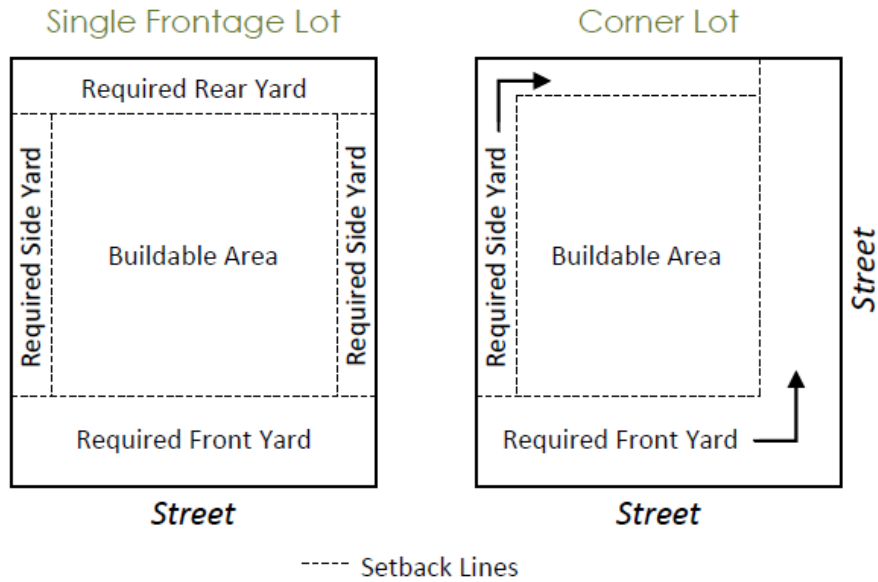 Single Frontage Lot
Required Rear Yard
Required Side Yard
Buildable Area
Required Side Yard
Required Front Yard
Street
Corner Lot
Required Side Yard
Buildable Area
Street
Required Front Yard
Street
Setback Lines